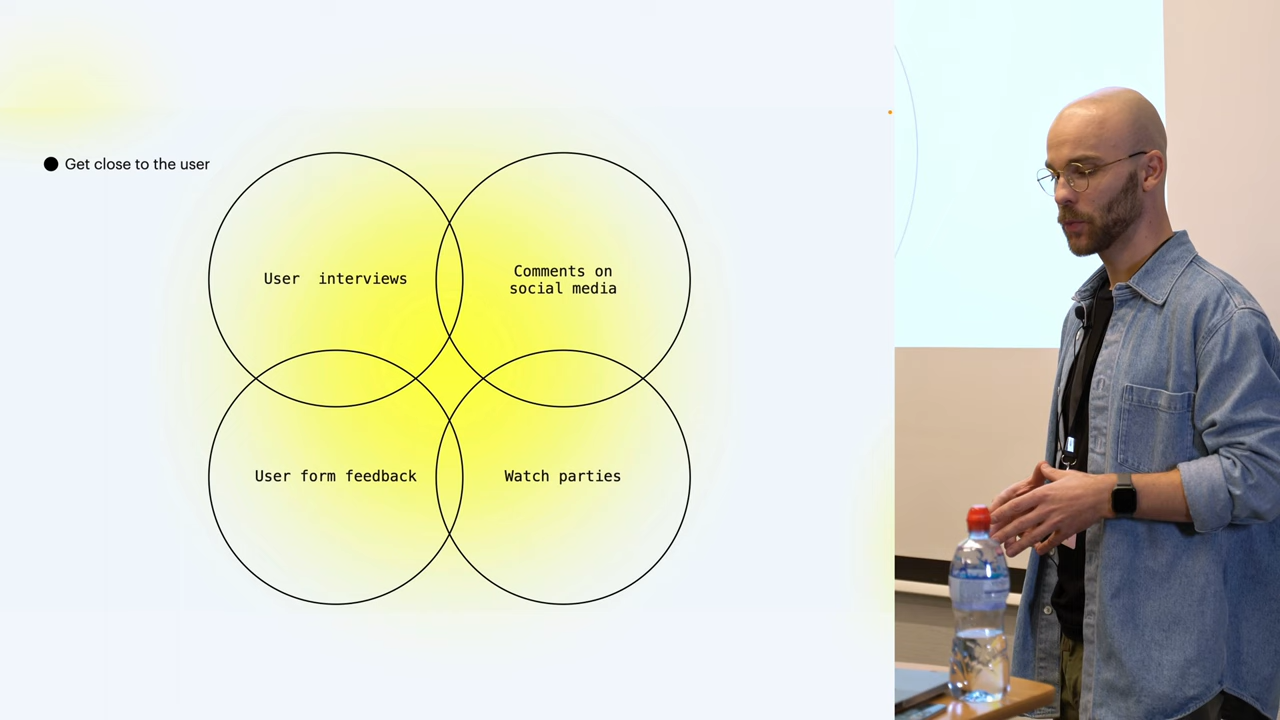 Get close to the user
User interviews
Comments on
social media
User form feedback
Watch parties